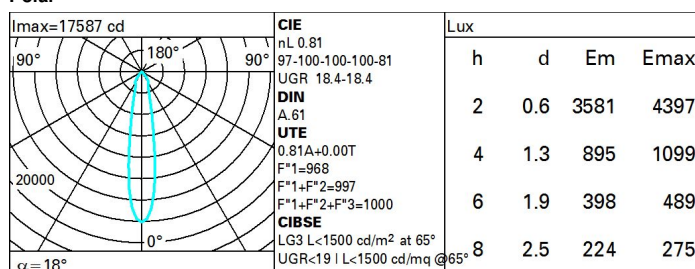 Imax=17587 cd
90°
180°
90°
20000
0°
α=18°
CIE
nL 0.81
97-100-100-100-81
UGR 18.4-18.4
DIN
A.61
UTE
0.81A+0.00T
F"1=968
F"1+F"2=997
F"1+F"2+F"3=1000
CIBSE
LG3 L<1500 cd/m² at 65°
UGR<19 | L<1500 cd/mq @65°
Lux
h d Em Emax
2 0.6 3581 4397
4 1.3 895 1099
6 1.9 398 489
8 2.5 224 275